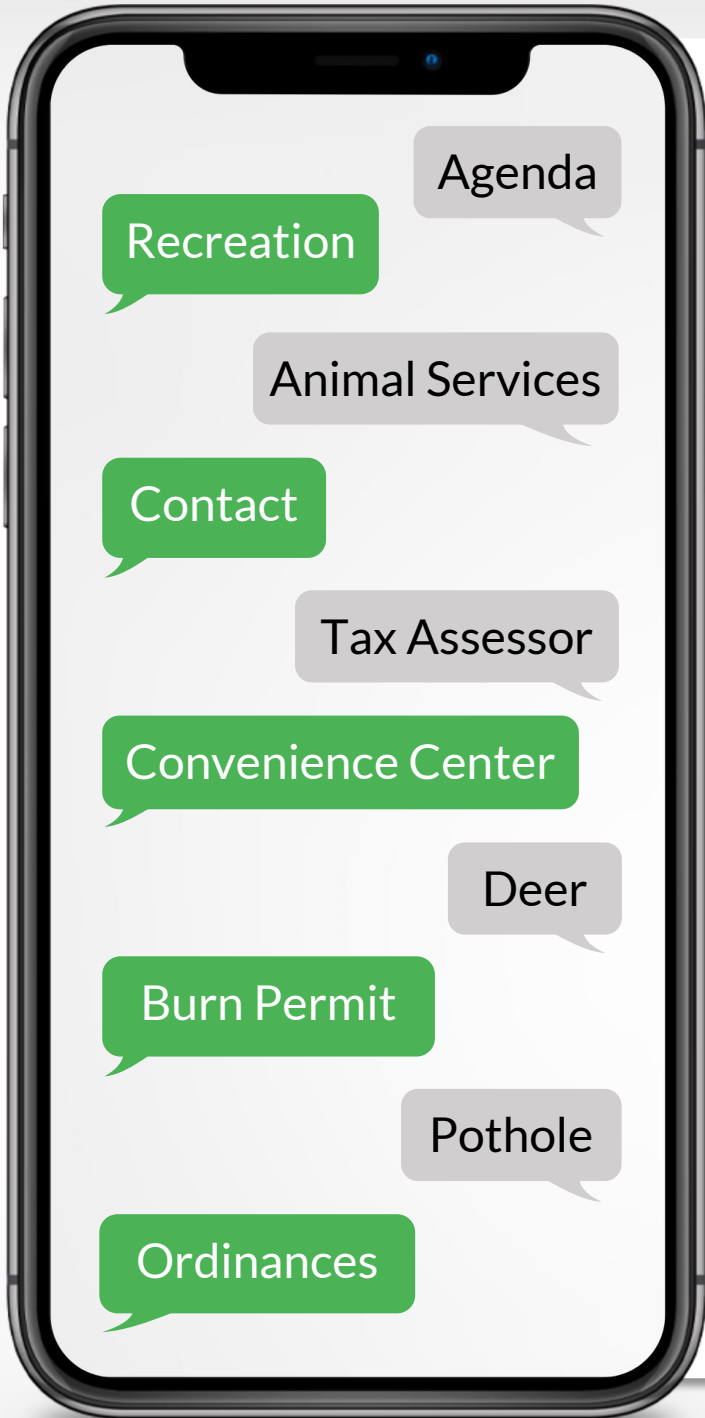 Agenda
Recreation
Animal Services
Contact
Tax Assessor
Convenience Center
Deer
Burn Permit
Pothole
Ordinances